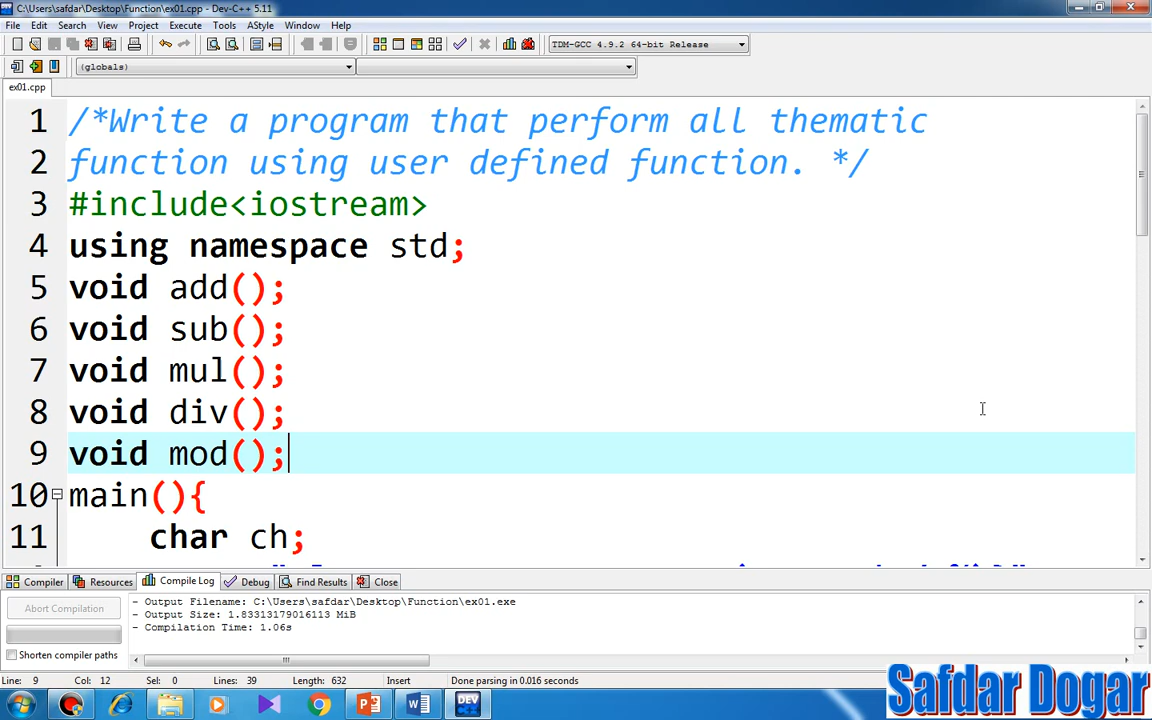 C:\Users\safdar\Desktop\Function\ex01.cpp - Dev-C++ 5.11
File Edit Search View Project Execute Tools AStyle Window Help
TDM-GCC 4.9.2 64-bit Release
(globals)
ex01.cpp
1 /*Write a program that perform all thematic
2 function using user defined function. */
3 #include<iostream>
4 using namespace std;
5 void add();
6 void sub();
7 void mul();
8 void div();
9 void mod();
10 main(){
11 char ch;
Compiler Resources Compile Log Debug Find Results Close
Abort Compilation
Shorten compiler paths
- Output Filename: C:\Users\safdar\Desktop\Function\ex01.exe
- Output Size: 1.83313179016113 MiB
- Compilation Time: 1.06s
Line: 9 Col: 12 Sel: 0 Lines: 39 Length: 632 Insert Done parsing in 0.016 seconds
DEV
Safdar Dogar